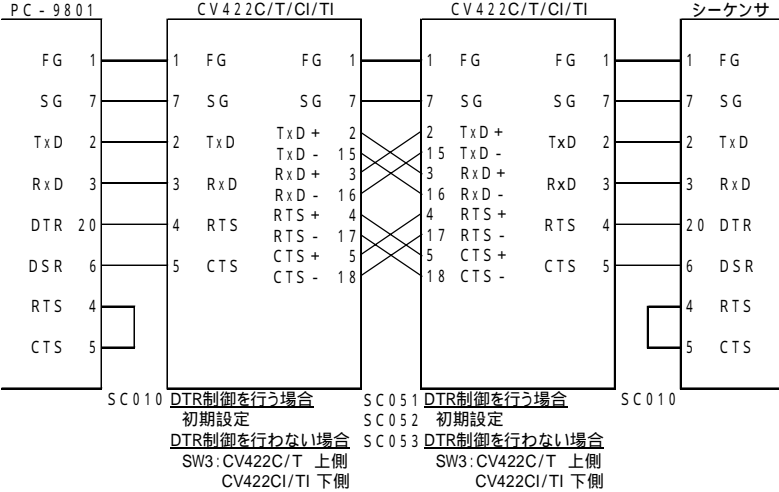 PC-9801 CV422C/T/CI/TI CV422C/T/CI/TI シーケンサ
FG 1 1 FG FG 1 1 FG FG 1 1 FG
SG 7 7 SG SG 7 7 SG SG 7 7 SG
TxD 2 2 TxD TxD+ 2 2 TxD+ TxD 2 2 TxD
TxD- 15 15 TxD-
RxD 3 3 RxD RxD+ 3 3 RxD+ RxD 3 3 RxD
RxD- 16 16 RxD-
DTR 20 4 RTS RTS+ 4 4 RTS+ RTS 4 20 DTR
RTS- 17 17 RTS-
DSR 6 5 CTS CTS+ 5 5 CTS+ CTS 5 6 DSR
CTS- 18 18 CTS-
RTS 4 4 RTS
CTS 5 5 CTS
SC010 DTR制御を行う場合 SC051 DTR制御を行う場合 SC010
初期設定 SC052 初期設定
DTR制御を行わない場合 SC053 DTR制御を行わない場合
SW3:CV422C/T 上側 SW3:CV422C/T 上側
CV422CI/TI 下側 CV422CI/TI 下側